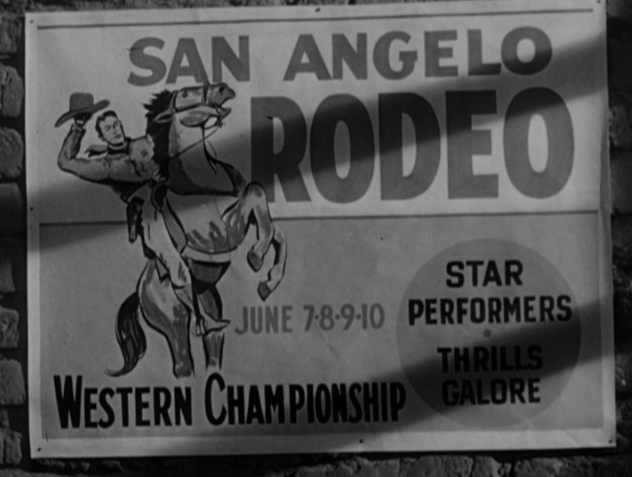 SAN ANGELO
RODEO
JUNE 7·8·9·10
STAR
PERFORMERS
THRILLS
GALORE
WESTERN CHAMPIONSHIP